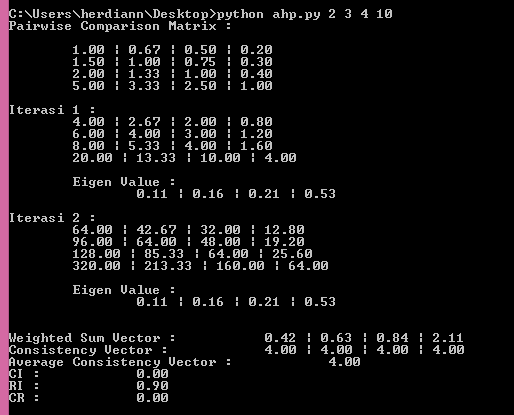 C:\Users\herdiann\Desktop>python ahp.py 2 3 4 10
Pairwise Comparison Matrix :
1.00 ¦ 0.67 ¦ 0.50 ¦ 0.20
1.50 ¦ 1.00 ¦ 0.75 ¦ 0.30
2.00 ¦ 1.33 ¦ 1.00 ¦ 0.40
5.00 ¦ 3.33 ¦ 2.50 ¦ 1.00
Iterasi 1 :
4.00 ¦ 2.67 ¦ 2.00 ¦ 0.80
6.00 ¦ 4.00 ¦ 3.00 ¦ 1.20
8.00 ¦ 5.33 ¦ 4.00 ¦ 1.60
20.00 ¦ 13.33 ¦ 10.00 ¦ 4.00
Eigen Value :
0.11 ¦ 0.16 ¦ 0.21 ¦ 0.53
Iterasi 2 :
64.00 ¦ 42.67 ¦ 32.00 ¦ 12.80
96.00 ¦ 64.00 ¦ 48.00 ¦ 19.20
128.00 ¦ 85.33 ¦ 64.00 ¦ 25.60
320.00 ¦ 213.33 ¦ 160.00 ¦ 64.00
Eigen Value :
0.11 ¦ 0.16 ¦ 0.21 ¦ 0.53
Weighted Sum Vector : 0.42 ¦ 0.63 ¦ 0.84 ¦ 2.11
Consistency Vector : 4.00 ¦ 4.00 ¦ 4.00 ¦ 4.00
Average Consistency Vector : 4.00
CI : 0.00
RI : 0.90
CR : 0.00